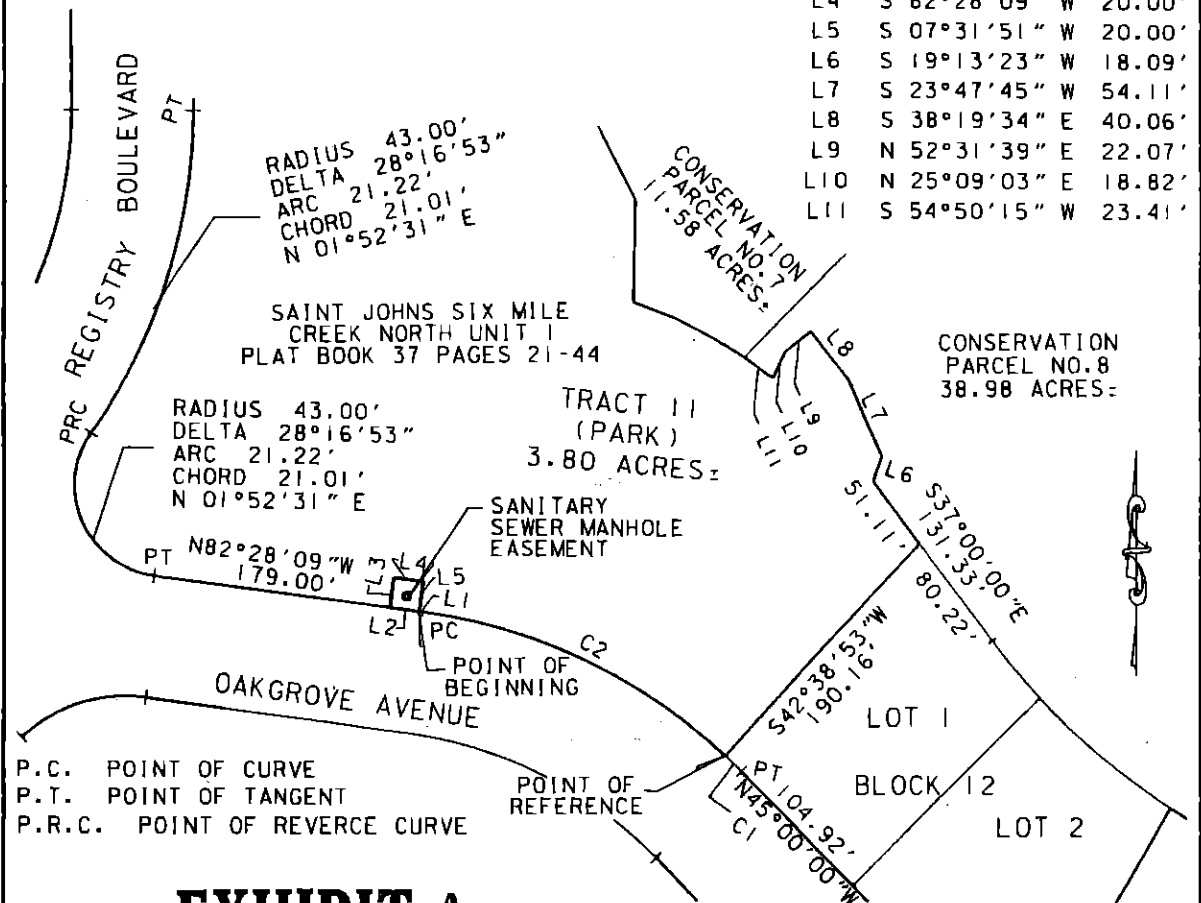 L4 S 82°28'09" W 20.00'
L5 S 07°31'51" W 20.00'
L6 S 19°13'23" W 18.09'
L7 S 23°47'45" W 54.11'
L8 S 38°19'34" E 40.06'
L9 N 52°31'39" E 22.07'
L10 N 25°09'03" E 18.82'
L11 S 54°50'15" W 23.41'
REGISTRY BOULEVARD
PT
RADIUS 43.00'
DELTA 28°16'53"
ARC 21.22'
CHORD 21.01'
N 01°52'31" E
CONSERVATION
PARCEL NO.7
11.58 ACRES±
SAINT JOHNS SIX MILE
CREEK NORTH UNIT 1
PLAT BOOK 37 PAGES 21-44
CONSERVATION
PARCEL NO.8
38.98 ACRES±
L8
L7
L9
L10
L11
L6
TRACT 11
(PARK)
3.80 ACRES±
PRC
RADIUS 43.00'
DELTA 28°16'53"
ARC 21.22'
CHORD 21.01'
N 01°52'31" E
SANITARY
SEWER MANHOLE
EASEMENT
51.11'
S37°00'00"E
131.33'
80.22'
PT
N82°28'09"W
179.00'
L3
L4
L5
L1
L2
PC
C2
POINT OF
BEGINNING
S42°38'53"W
190.16'
OAKGROVE AVENUE
LOT 1
BLOCK 12
LOT 2
POINT OF
REFERENCE
PT
104.92'
N45°00'00"W
C1
P.C. POINT OF CURVE
P.T. POINT OF TANGENT
P.R.C. POINT OF REVERCE CURVE
EXHIBIT A